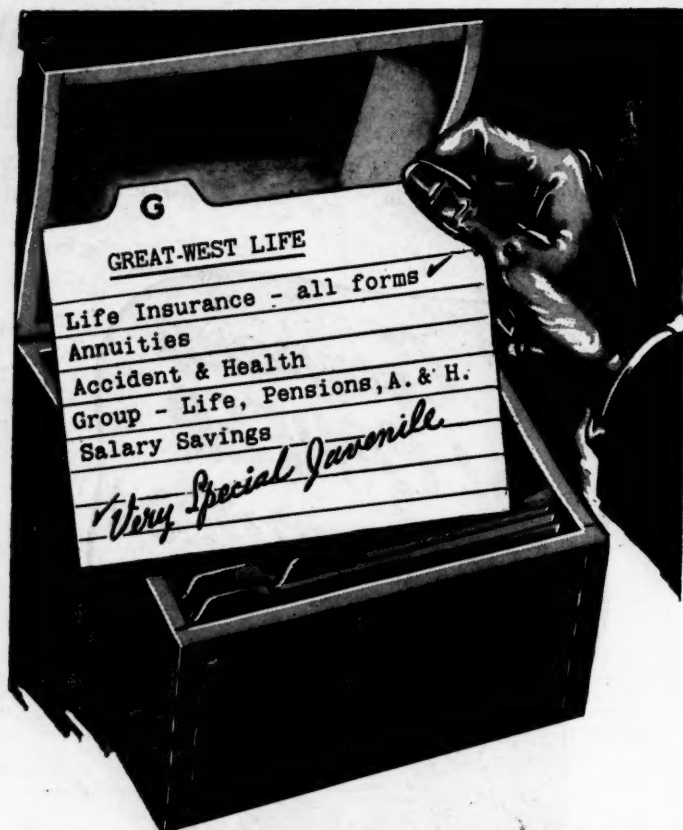 G
GREAT-WEST LIFE
Life Insurance - all forms ✓
Annuities
Accident & Health
Group - Life, Pensions, A. & H.
Salary Savings
✓ Very Special Juvenile